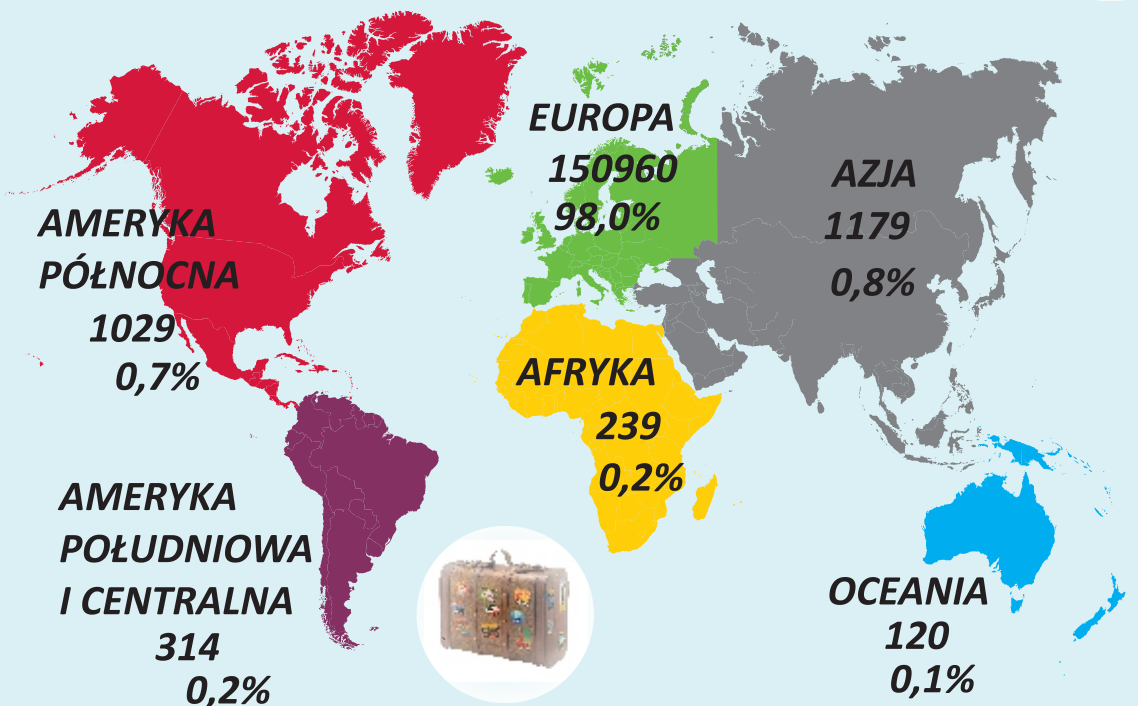 EUROPA
150960
98,0%
AZJA
1179
0,8%
AMERYKA
PÓŁNOCNA
1029
0,7%
AFRYKA
239
0,2%
AMERYKA
POŁUDNIOWA
I CENTRALNA
314
0,2%
OCEANIA
120
0,1%